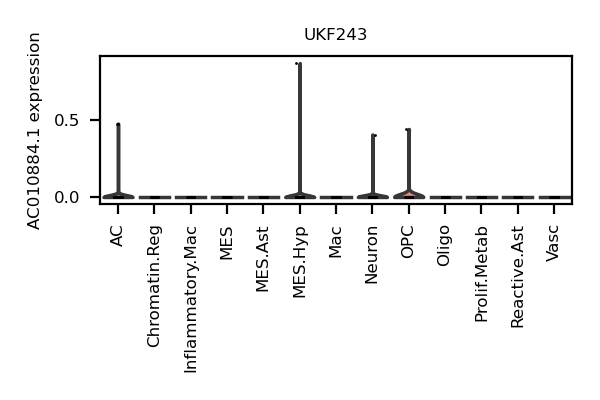 UKF243
AC010884.1 expression
0.5
0.0
AC
Chromatin.Reg
Inflammatory.Mac
MES
MES.Ast
MES.Hyp
Mac
Neuron
OPC
Oligo
Prolif.Metab
Reactive.Ast
Vasc